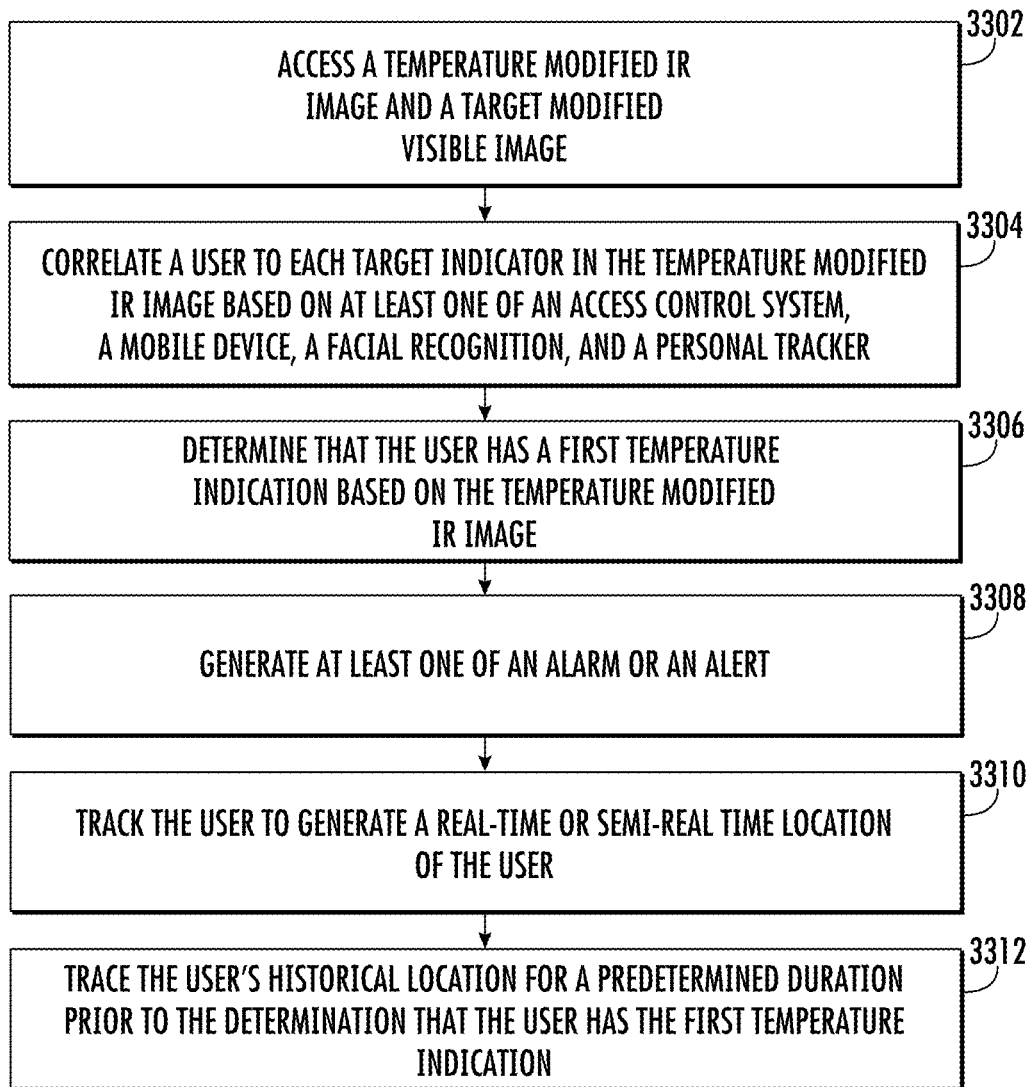 3302
ACCESS A TEMPERATURE MODIFIED IR
IMAGE AND A TARGET MODIFIED
VISIBLE IMAGE
3304
CORRELATE A USER TO EACH TARGET INDICATOR IN THE TEMPERATURE MODIFIED
IR IMAGE BASED ON AT LEAST ONE OF AN ACCESS CONTROL SYSTEM,
A MOBILE DEVICE, A FACIAL RECOGNITION, AND A PERSONAL TRACKER
3306
DETERMINE THAT THE USER HAS A FIRST TEMPERATURE
INDICATION BASED ON THE TEMPERATURE MODIFIED
IR IMAGE
3308
GENERATE AT LEAST ONE OF AN ALARM OR AN ALERT
3310
TRACK THE USER TO GENERATE A REAL-TIME OR SEMI-REAL TIME LOCATION
OF THE USER
3312
TRACE THE USER'S HISTORICAL LOCATION FOR A PREDETERMINED DURATION
PRIOR TO THE DETERMINATION THAT THE USER HAS THE FIRST TEMPERATURE
INDICATION